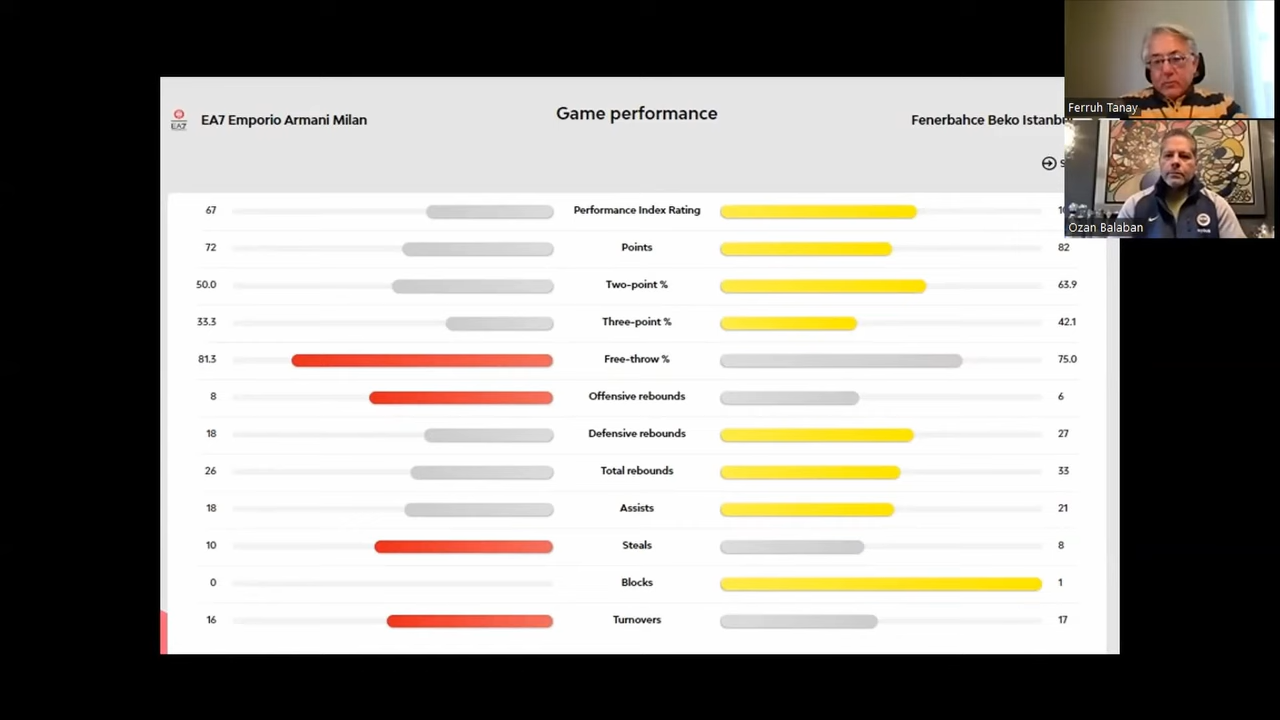 Game performance
EA7 Emporio Armani Milan
Fenerbahce Beko
EA7
67 Performance Index Rating
72 Points 82
50.0 Two-point % 63.9
33.3 Three-point % 42.1
81.3 Free-throw % 75.0
8 Offensive rebounds 6
18 Defensive rebounds 27
26 Total rebounds 33
18 Assists 21
10 Steals 8
0 Blocks 1
16 Turnovers 17
Ferruh Tanay
Ozan Balaban